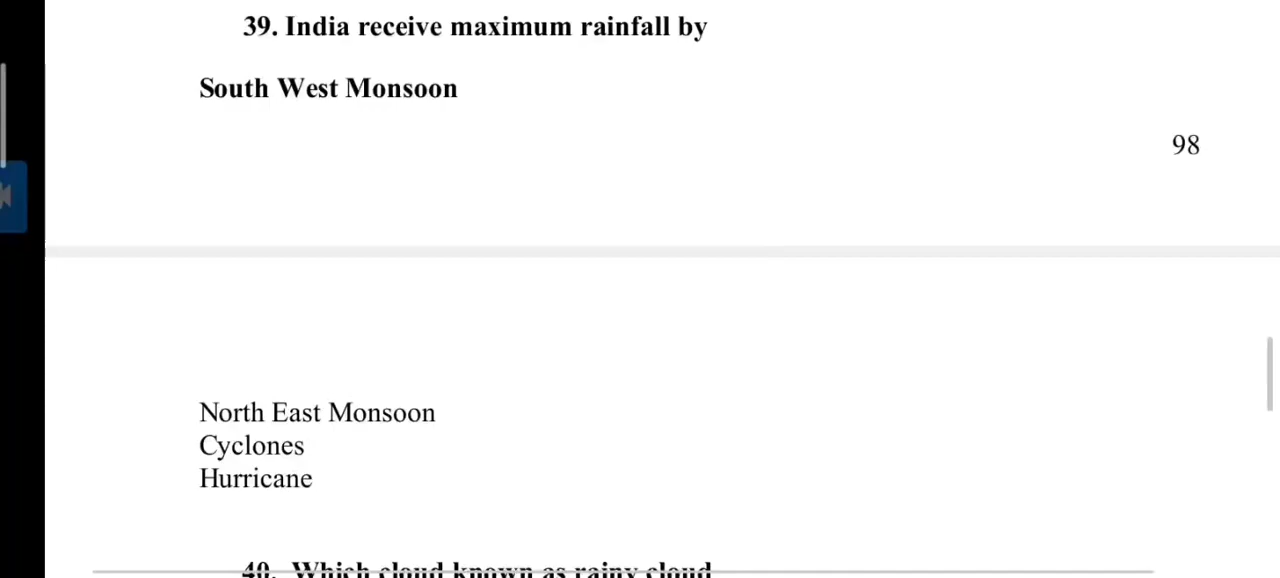 39. India receive maximum rainfall by
South West Monsoon
98
North East Monsoon
Cyclones
Hurricane
40. Which cloud known as rainy cloud